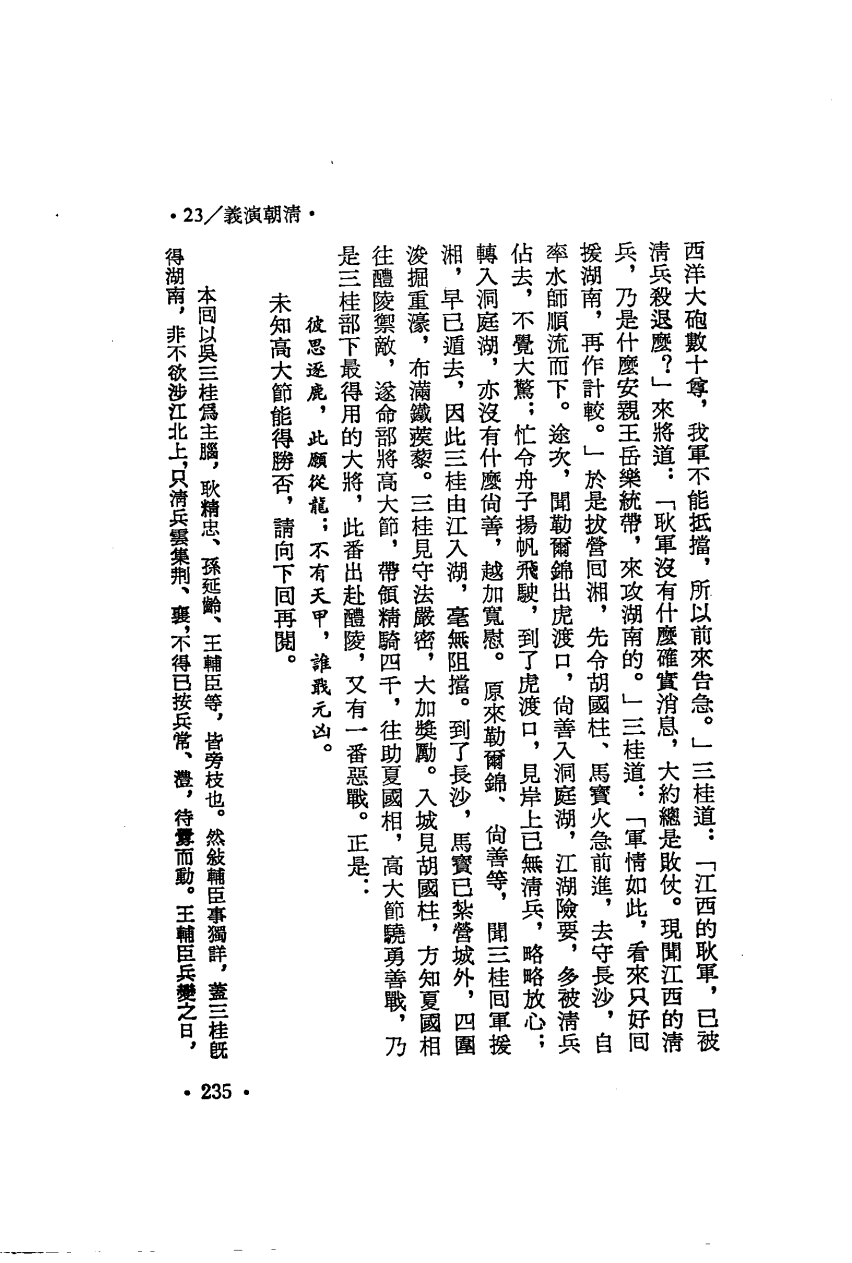 •23／義演朝淸•
西洋大砲數十尊，我軍不能抵擋，所以前來告急。」三桂道：「江西的耿軍，已被
淸兵殺退麼？」來將道：「耿軍沒有什麼確實消息，大約總是敗仗。現聞江西的淸
兵，乃是什麼安親王岳樂統帶，來攻湖南的。」三桂道：「軍情如此，看來只好囘
援湖南，再作計較。」於是拔營囘湘，先令胡國柱、馬寶火急前進，去守長沙，自
率水師順流而下。途次，聞勒爾錦出虎渡口，尙善入洞庭湖，江湖險要，多被淸兵
佔去，不覺大驚；忙令舟子揚帆飛駛，到了虎渡口，見岸上已無淸兵，略略放心；
轉入洞庭湖，亦沒有什麼尙善，越加寬慰。原來勒爾錦、尙善等，聞三桂囘軍援
湘，早已遁去，因此三桂由江入湖，毫無阻擋。到了長沙，馬寶已紮營城外，四圍
浚掘重濠，布滿鐵蒺藜。三桂見守法嚴密，大加獎勵。入城見胡國柱，方知夏國相
往醴陵禦敵，遂命部將高大節，帶領精騎四千，往助夏國相，高大節驍勇善戰，乃
是三桂部下最得用的大將，此番出赴醴陵，又有一番惡戰。正是：
彼思逐鹿，此願從龍；不有天甲，誰戡元凶。
未知高大節能得勝否，請向下囘再閱。
本囘以吳三桂爲主腦，耿精忠、孫延齡、王輔臣等，皆旁枝也。然敍輔臣事獨詳，蓋三桂旣
得湖南，非不欲涉江北上，只淸兵雲集荆、襄，不得已按兵常、澧，待釁而動。王輔臣兵變之日，
•235•